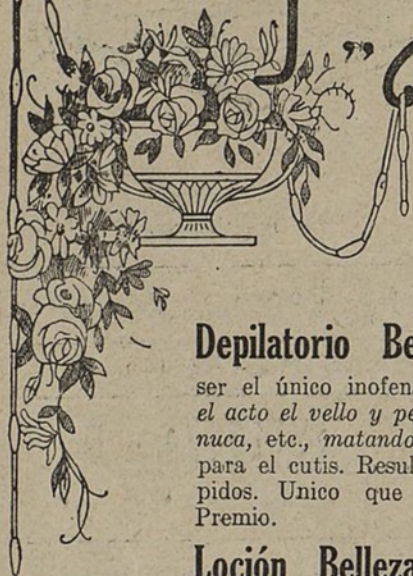 Depilatorio Be
ser el único inofen
el acto el vello y pe
nuca, etc., matando
para el cutis. Resul
pidos. Unico que
Premio.
Loción Belleza